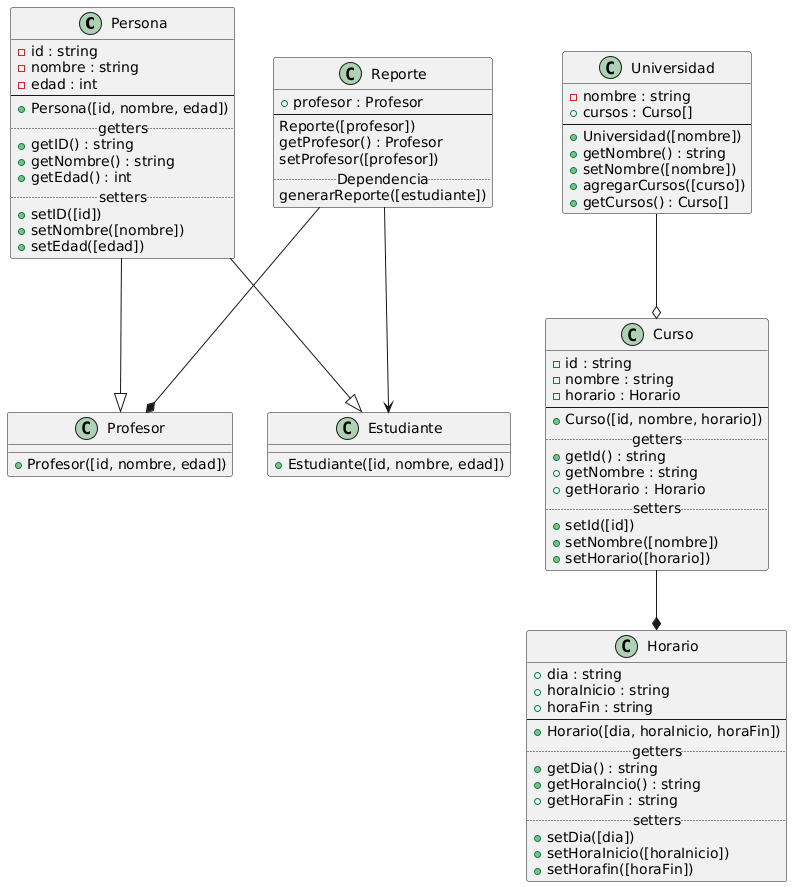 C Persona
id : string
nombre : string
edad : int
Persona([id, nombre, edad])
getters
getID() : string
getNombre() : string
getEdad() : int
setters
setID([id])
setNombre([nombre])
setEdad([edad])
C Reporte
profesor : Profesor
Reporte([profesor])
getProfesor() : Profesor
setProfesor([profesor])
Dependencia
generarReporte([estudiante])
C Universidad
nombre : string
cursos : Curso[]
Universidad([nombre])
getNombre() : string
setNombre([nombre])
agregarCursos([curso])
getCursos() : Curso[]
C Profesor
Profesor([id, nombre, edad])
C Estudiante
Estudiante([id, nombre, edad])
C Curso
id : string
nombre : string
horario : Horario
Curso([id, nombre, horario])
getters
getId() : string
getNombre : string
getHorario : Horario
setters
setId([id])
setNombre([nombre])
setHorario([horario])
C Horario
dia : string
horaInicio : string
horaFin : string
Horario([dia, horaInicio, horaFin])
getters
getDia() : string
getHoraIncio() : string
getHoraFin : string
setters
setDia([dia])
setHoraInicio([horaInicio])
setHorafin([horaFin])